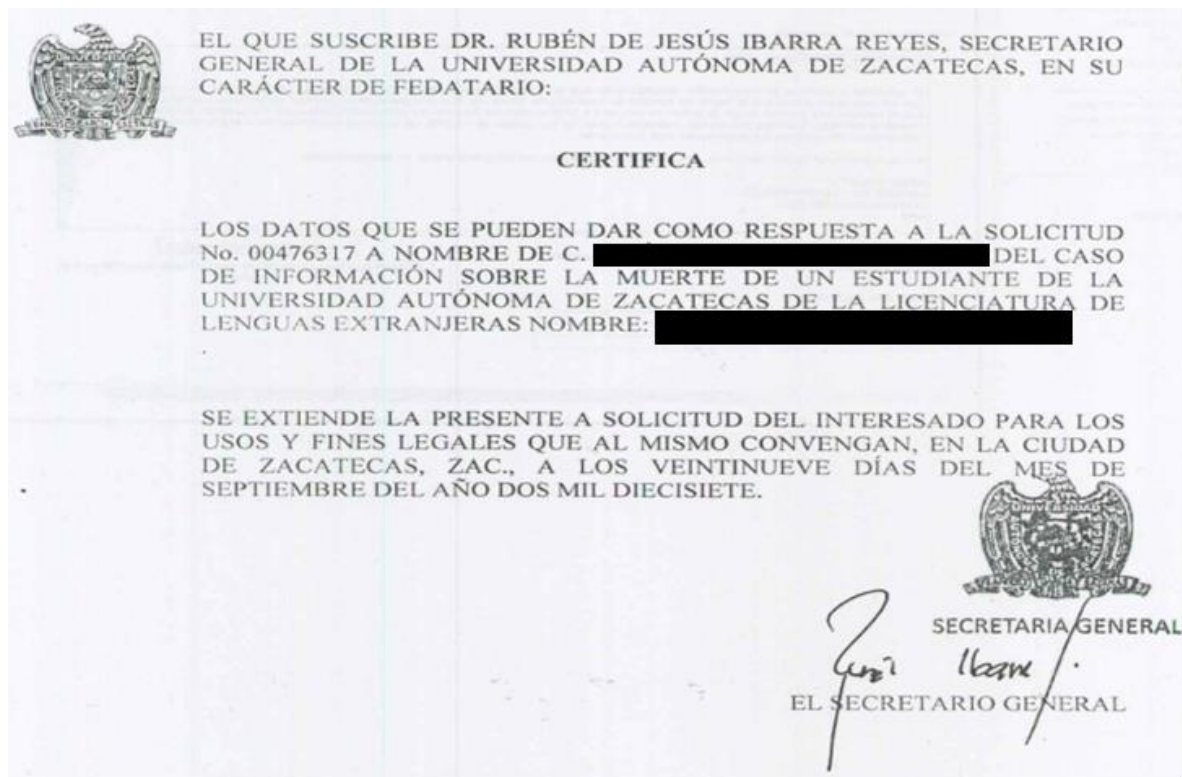 EL QUE SUSCRIBE DR. RUBÉN DE JESÚS IBARRA REYES, SECRETARIO
GENERAL DE LA UNIVERSIDAD AUTÓNOMA DE ZACATECAS, EN SU
CARÁCTER DE FEDATARIO:
CERTIFICA
LOS DATOS QUE SE PUEDEN DAR COMO RESPUESTA A LA SOLICITUD
No. 00476317 A NOMBRE DE C. DEL CASO
DE INFORMACIÓN SOBRE LA MUERTE DE UN ESTUDIANTE DE LA
UNIVERSIDAD AUTÓNOMA DE ZACATECAS DE LA LICENCIATURA DE
LENGUAS EXTRANJERAS NOMBRE:
SE EXTIENDE LA PRESENTE A SOLICITUD DEL INTERESADO PARA LOS
USOS Y FINES LEGALES QUE AL MISMO CONVENGAN, EN LA CIUDAD
DE ZACATECAS, ZAC., A LOS VEINTINUEVE DÍAS DEL MES DE
SEPTIEMBRE DEL AÑO DOS MIL DIECISIETE.
UNIVERSIDAD
SECRETARIA GENERAL
EL SECRETARIO GENERAL